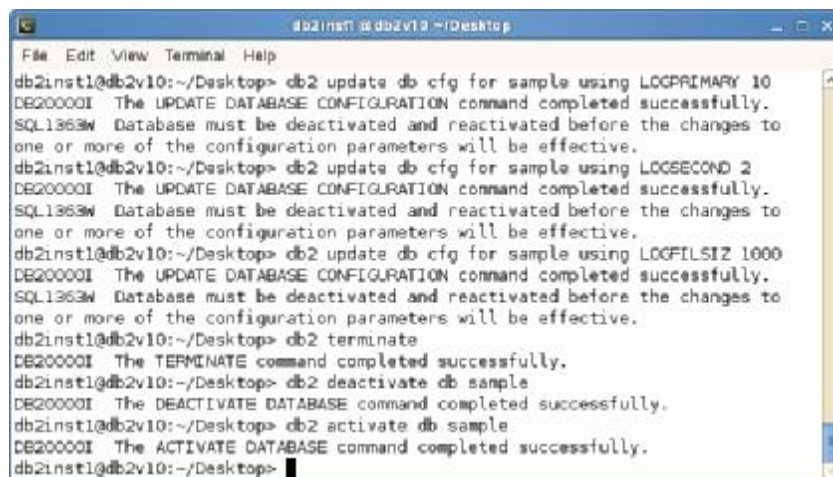 db2inst1@db2v10:~/Desktop
File Edit View Terminal Help
db2inst1@db2v10:~/Desktop> db2 update db cfg for sample using LOGPRIMARY 10
DB20000I The UPDATE DATABASE CONFIGURATION command completed successfully.
SQL1363W Database must be deactivated and reactivated before the changes to
one or more of the configuration parameters will be effective.
db2inst1@db2v10:~/Desktop> db2 update db cfg for sample using LOGSECOND 2
DB20000I The UPDATE DATABASE CONFIGURATION command completed successfully.
SQL1363W Database must be deactivated and reactivated before the changes to
one or more of the configuration parameters will be effective.
db2inst1@db2v10:~/Desktop> db2 update db cfg for sample using LOGFILSIZ 1000
DB20000I The UPDATE DATABASE CONFIGURATION command completed successfully.
SQL1363W Database must be deactivated and reactivated before the changes to
one or more of the configuration parameters will be effective.
db2inst1@db2v10:~/Desktop> db2 terminate
DB20000I The TERMINATE command completed successfully.
db2inst1@db2v10:~/Desktop> db2 deactivate db sample
DB20000I The DEACTIVATE DATABASE command completed successfully.
db2inst1@db2v10:~/Desktop> db2 activate db sample
DB20000I The ACTIVATE DATABASE command completed successfully.
db2inst1@db2v10:~/Desktop>